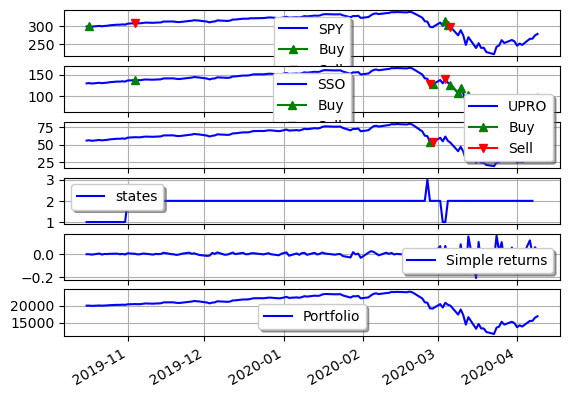 300
250
SPY
Buy
Sell
150
100
SSO
Buy
75
50
25
UPRO
Buy
Sell
3
2
1
states
0.0
−0.2
Simple returns
20000
15000
Portfolio
2019-11
2019-12
2020-01
2020-02
2020-03
2020-04